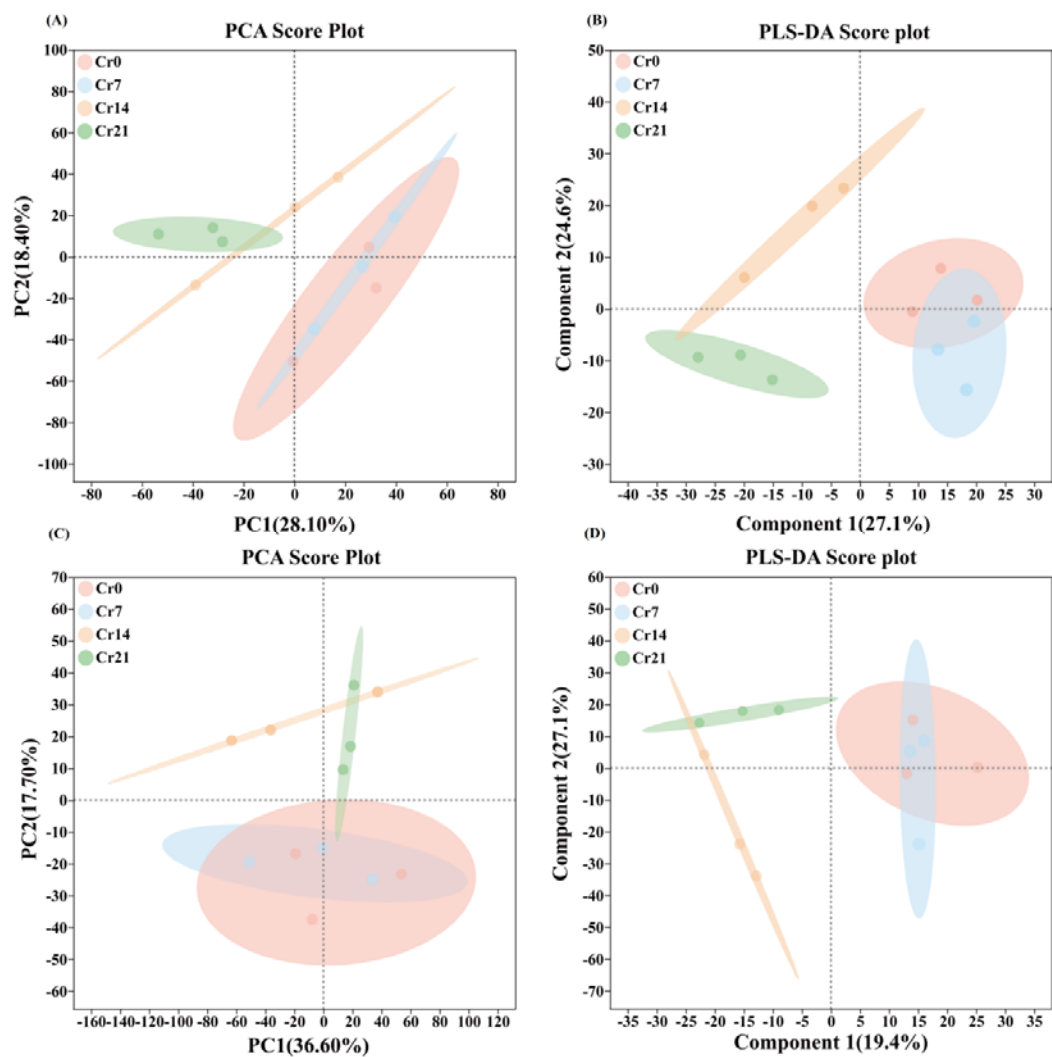 (A)
PCA Score Plot
Cr0
Cr7
Cr14
Cr21
100
80
60
40
20
0
-20
-40
-60
-80
-100
PC2(18.40%)
-80 -60 -40 -20 0 20 40 60 80
PC1(28.10%)
(B)
PLS-DA Score plot
Cr0
Cr7
Cr14
Cr21
50
40
30
20
10
0
-10
-20
-30
Component 2(24.6%)
-40 -35 -30 -25 -20 -15 -10 -5 0 5 10 15 20 25 30
Component 1(27.1%)
(C)
PCA Score Plot
Cr0
Cr7
Cr14
Cr21
70
60
50
40
30
20
10
0
-10
-20
-30
-40
-50
-60
PC2(17.70%)
-160-140-120-100 -80 -60 -40 -20 0 20 40 60 80 100 120
PC1(36.60%)
(D)
PLS-DA Score plot
Cr0
Cr7
Cr14
Cr21
60
50
40
30
20
10
0
-10
-20
-30
-40
-50
-60
-70
Component 2(27.1%)
-35 -30 -25 -20 -15 -10 -5 0 5 10 15 20 25 30 35
Component 1(19.4%)